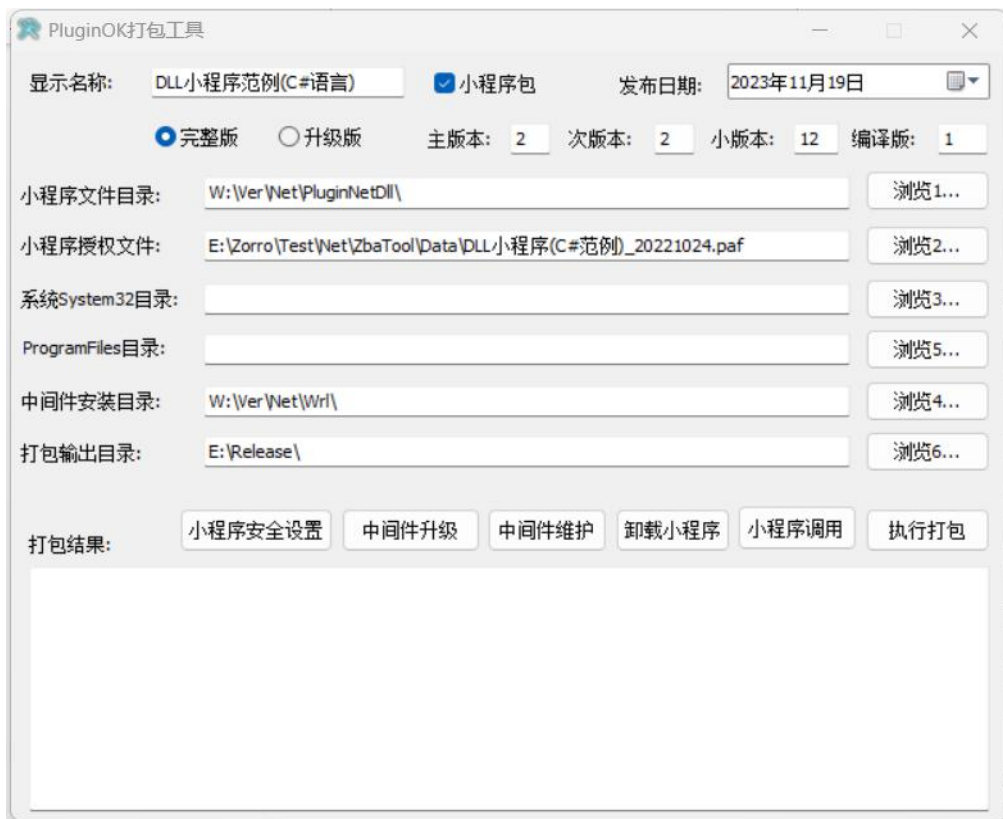 PluginOK打包工具
显示名称: DLL小程序范例(C#语言) 小程序包 发布日期: 2023年11月19日
完整版 升级版 主版本: 2 次版本: 2 小版本: 12 编译版: 1
小程序文件目录: W:\Ver\Net\PluginNetDll\ 浏览1...
小程序授权文件: E:\Zorro\Test\Net\ZbaTool\Data\DLL小程序(C#范例)_20221024.paf 浏览2...
系统System32目录: 浏览3...
ProgramFiles目录: 浏览5...
中间件安装目录: W:\Ver\Net\Wrl\ 浏览4...
打包输出目录: E:\Release\ 浏览6...
打包结果: 小程序安全设置 中间件升级 中间件维护 卸载小程序 小程序调用 执行打包